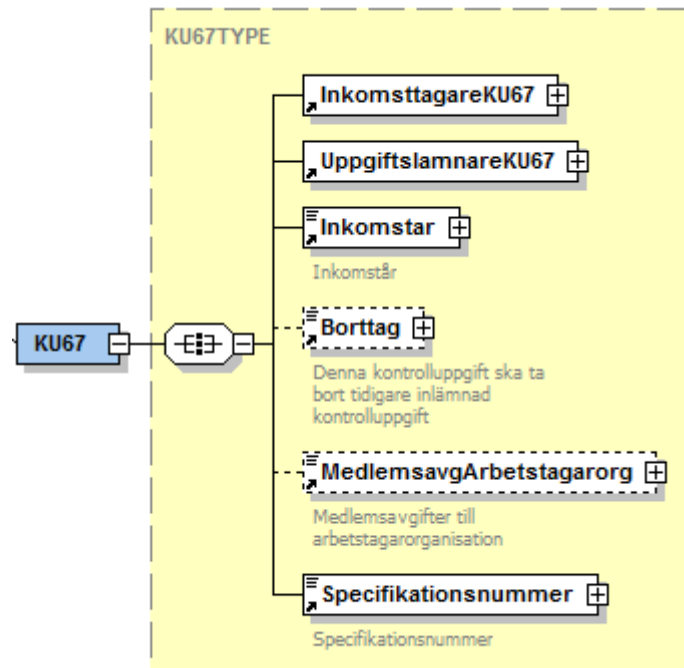 KU67TYPE
InkomsttagareKU67
UppgiftslamnareKU67
Inkomstar
Inkomstår
KU67
Borttag
Denna kontrolluppgift ska ta
bort tidigare inlämnad
kontrolluppgift
MedlemsavgArbetstagarorg
Medlemsavgifter till
arbetstagarorganisation
Specifikationsnummer
Specifikationsnummer